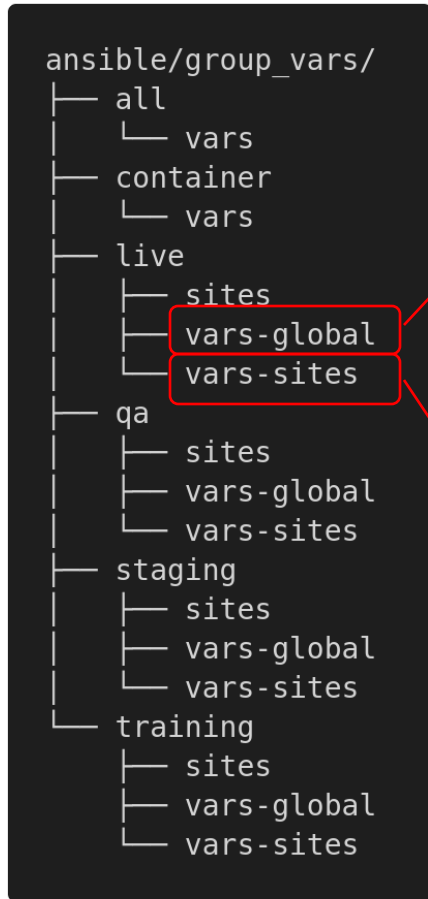 ansible/group_vars/
├── all
│   └── vars
├── container
│   └── vars
├── live
│   ├── sites
│   ├── vars-global
│   └── vars-sites
├── qa
│   ├── sites
│   ├── vars-global
│   └── vars-sites
├── staging
│   ├── sites
│   ├── vars-global
│   └── vars-sites
└── training
    ├── sites
    ├── vars-global
    └── vars-sites